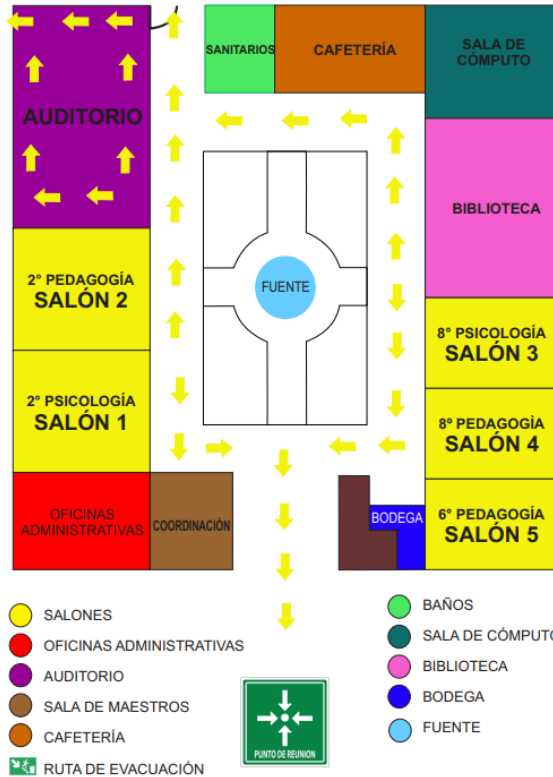 SANITARIOS
CAFETERÍA
SALA DE
CÓMPUTO
AUDITORIO
BIBLIOTECA
2° PEDAGOGÍA
SALÓN 2
FUENTE
8° PSICOLOGÍA
SALÓN 3
2° PSICOLOGÍA
SALÓN 1
8º PEDAGOGÌA
SALÓN 4
OFICINAS
ADMINISTRATIVAS
COORDINACIÓN
BODEGA
6° PEDAGOGÍA
SALÓN 5
SALONES
OFICINAS ADMINISTRATIVAS
AUDITORIO
SALA DE MAESTROS
CAFETERÍA
RUTA DE EVACUACIÓN
PUNTO DE REUNION
BAÑOS
SALA DE CÓMPUTO
BIBLIOTECA
BODEGA
FUENTE